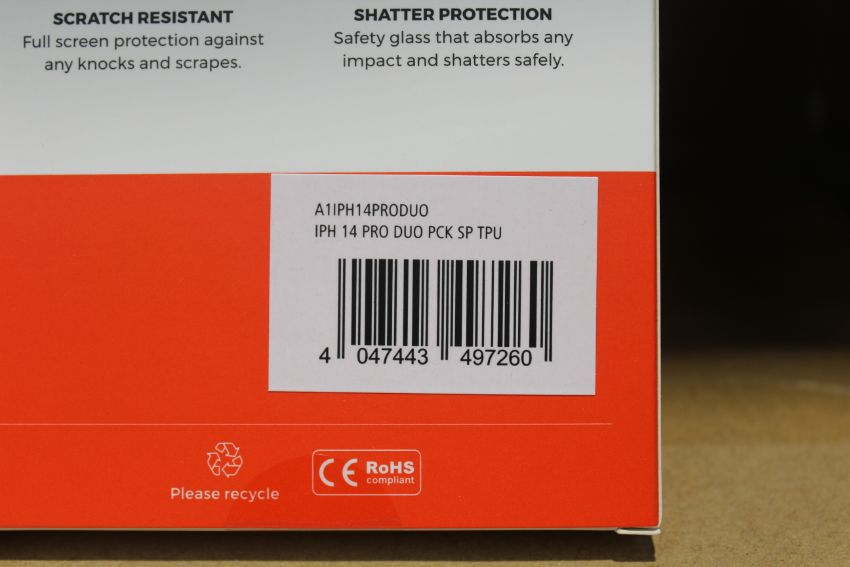 SCRATCH RESISTANT
Full screen protection against
any knocks and scrapes.
SHATTER PROTECTION
Safety glass that absorbs any
impact and shatters safely.
A1IPH14PRODUO
IPH 14 PRO DUO PCK SP TPU
4 047443 497260
Please recycle
CE RoHS
compliant